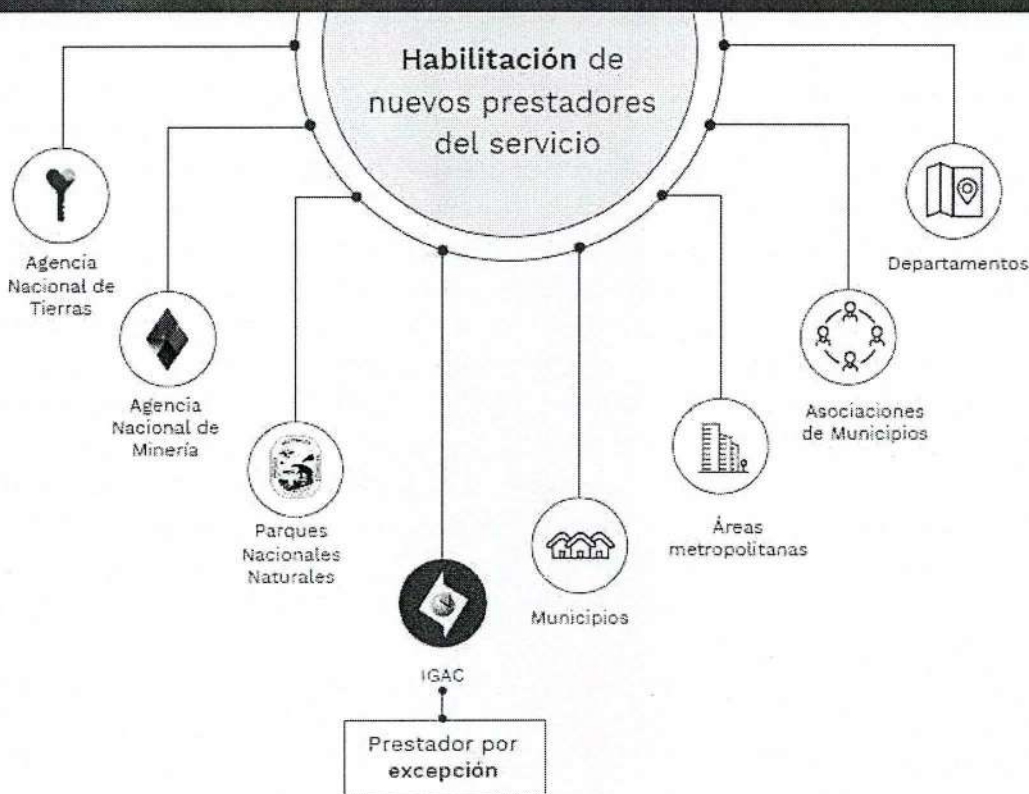 Habilitación de
nuevos prestadores
del servicio
Agencia
Nacional de
Tierras
Agencia
Nacional de
Minería
Parques
Nacionales
Naturales
IGAC
Prestador por
excepción
Municipios
Áreas
metropolitanas
Asociaciones
de Municipios
Departamentos